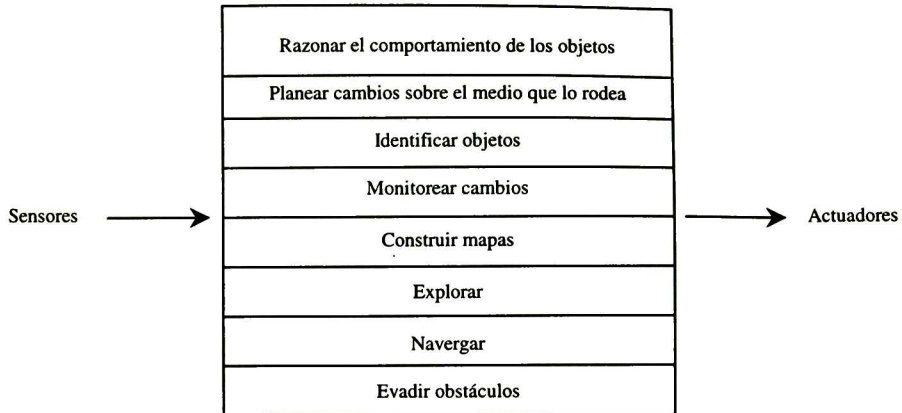 Razonar el comportamiento de los objetos
Planear cambios sobre el medio que lo rodea
Identificar objetos
Monitorear cambios
Sensores
Actuadores
Construir mapas
Explorar
Navergar
Evadir obstáculos